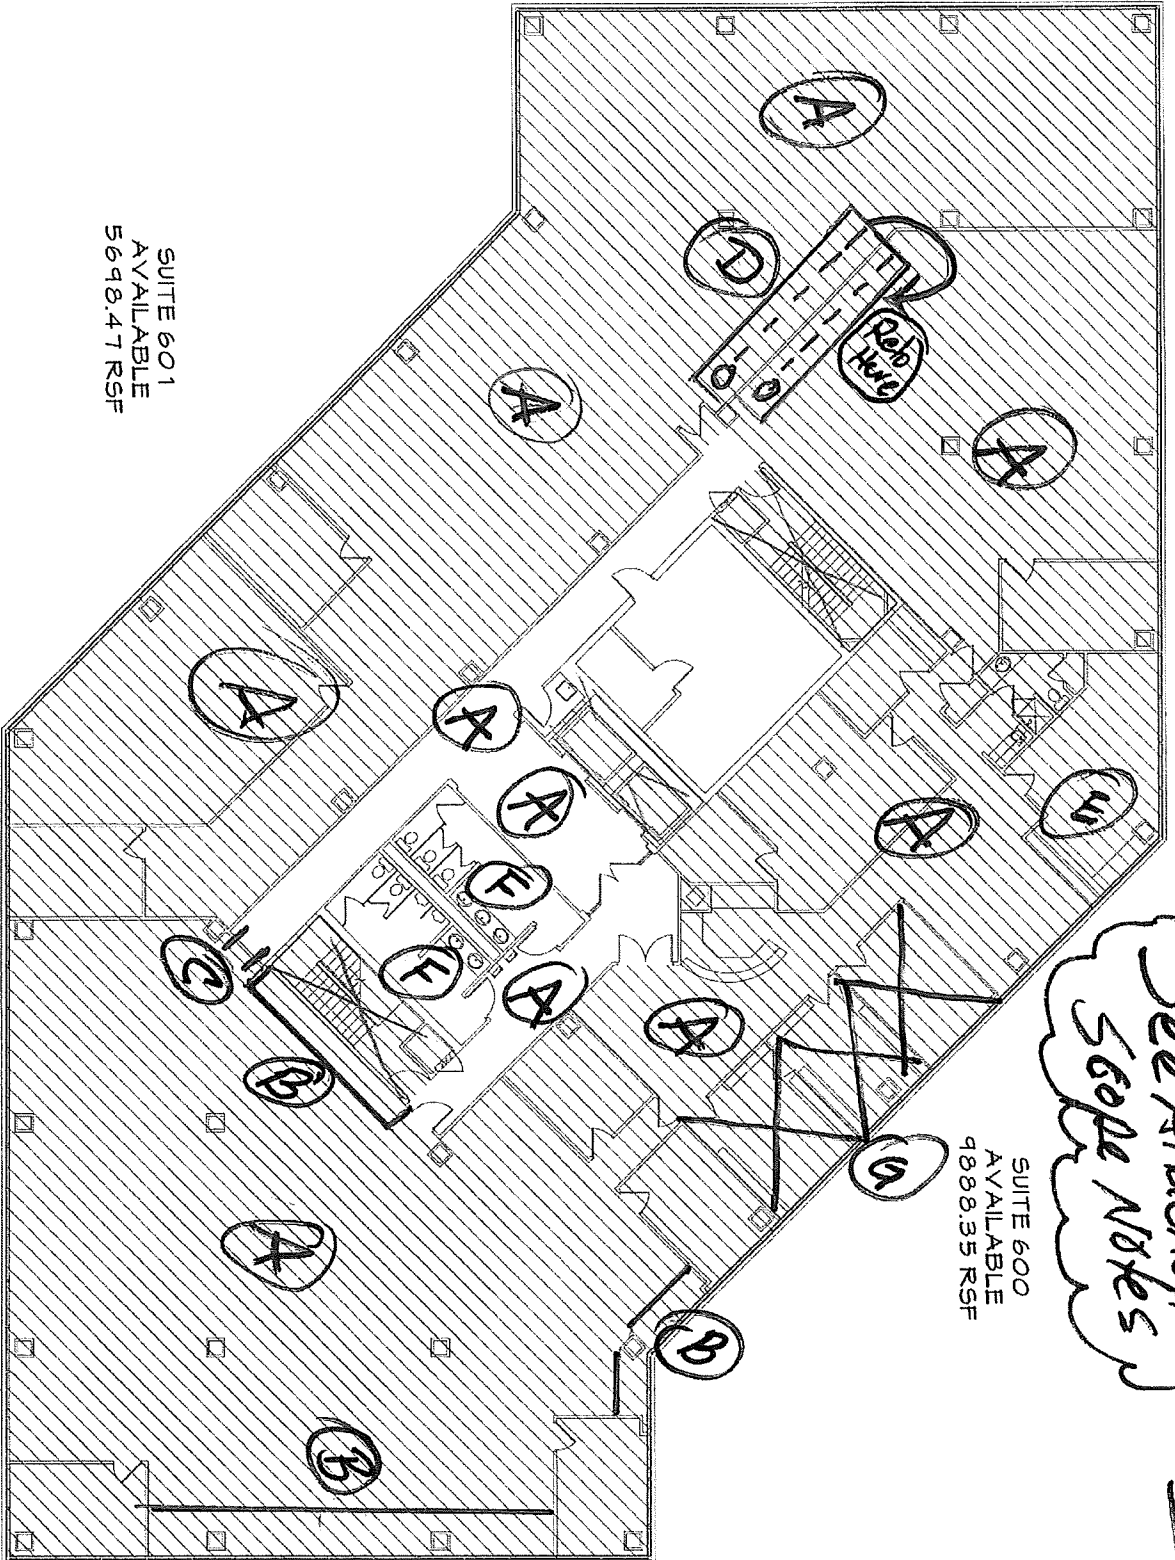 See Attached
Scope Notes
E
SUITE 600
AVAILABLE
9888.35 RSF
A
A
G
Relo
Here
A
D
B
A
A
A
A
F
A
F
B
B
A
A
C
SUITE 601
AVAILABLE
5698.47 RSF